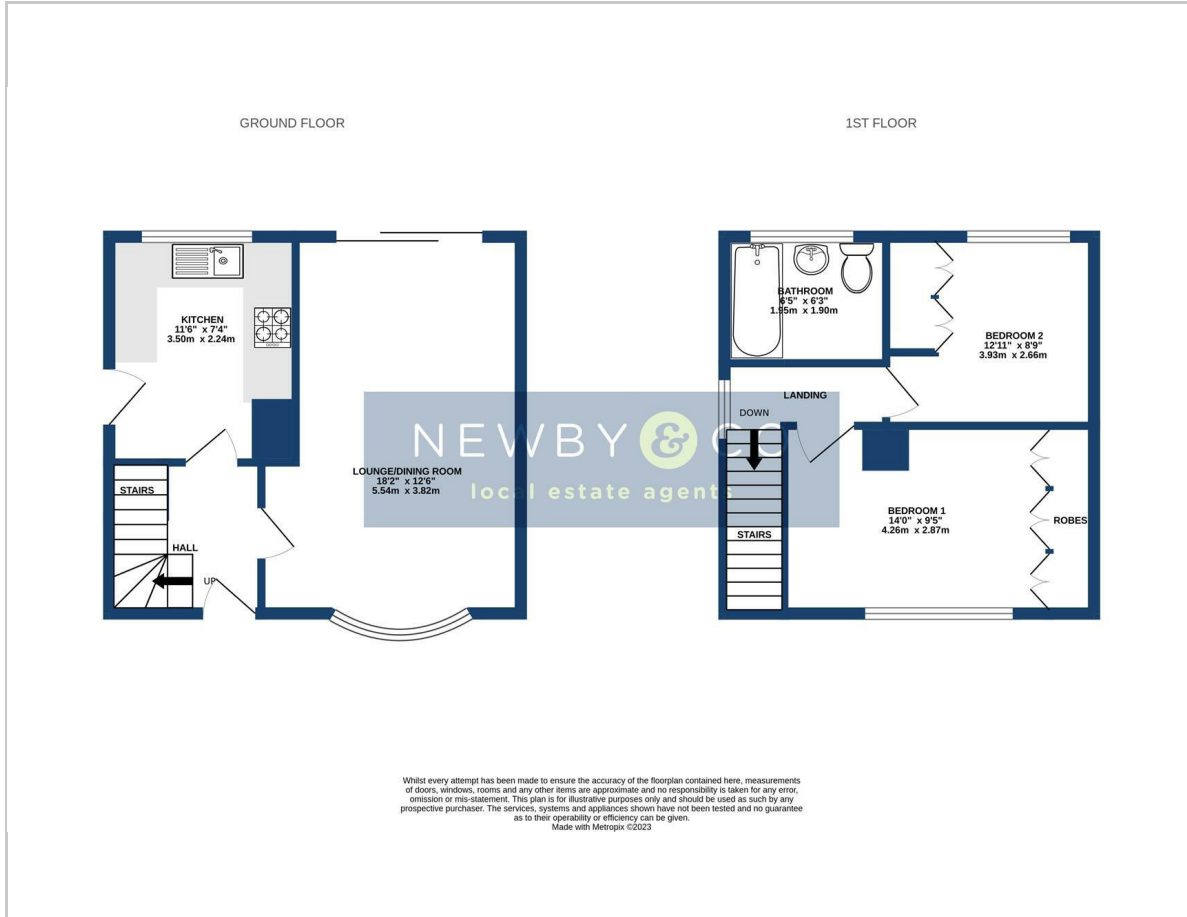 GROUND FLOOR
1ST FLOOR
KITCHEN
11'6" x 7'4"
3.50m x 2.24m
STAIRS
HALL
UP
LOUNGE/DINING ROOM
18'2" x 12'6"
5.54m x 3.82m
BATHROOM
6'5" x 6'3"
1.95m x 1.90m
BEDROOM 2
12'11" x 8'9"
3.93m x 2.66m
LANDING
DOWN
STAIRS
BEDROOM 1
14'0" x 9'5"
4.26m x 2.87m
ROBES
NEWBY & CO
local estate agents
Whilst every attempt has been made to ensure the accuracy of the floorplan contained here, measurements
of doors, windows, rooms and any other items are approximate and no responsibility is taken for any error,
omission or mis-statement. This plan is for illustrative purposes only and should be used as such by any
prospective purchaser. The services, systems and appliances shown have not been tested and no guarantee
as to their operability or efficiency can be given.
Made with Metropix ©2023